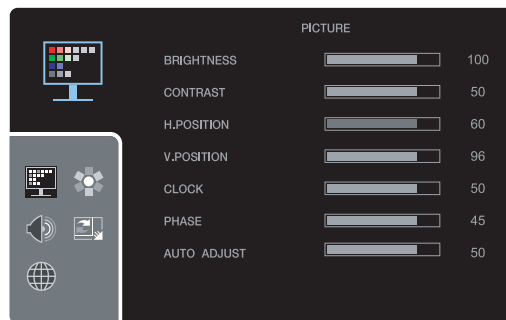 PICTURE
BRIGHTNESS 100
CONTRAST 50
H.POSITION 60
V.POSITION 96
CLOCK 50
PHASE 45
AUTO ADJUST 50